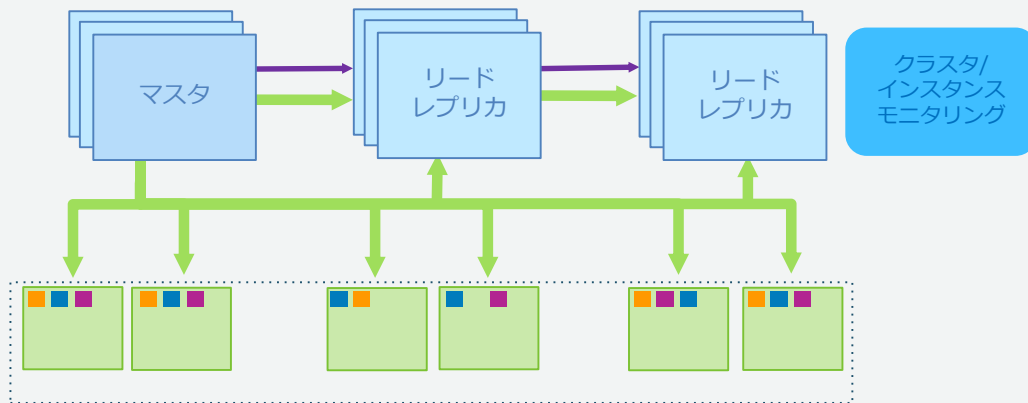 マスタ
リード
レプリカ
リード
レプリカ
クラスタ/
インスタンス
モニタリング